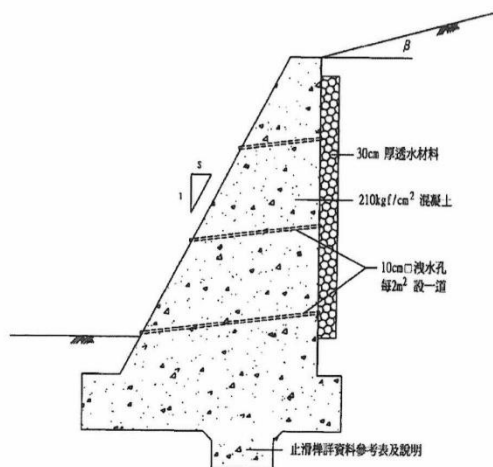 β
S
1
30cm 厚透水材料
210kgf/cm² 混凝土
10cm□洩水孔
每2m² 設一道
止滑榫詳資料參考表及說明